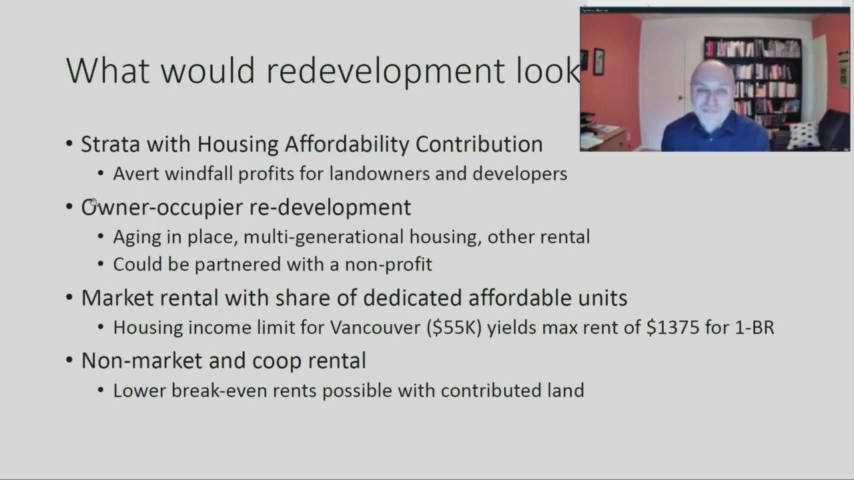 What would redevelopment look
• Strata with Housing Affordability Contribution
• Avert windfall profits for landowners and developers
• Owner-occupier re-development
• Aging in place, multi-generational housing, other rental
• Could be partnered with a non-profit
• Market rental with share of dedicated affordable units
• Housing income limit for Vancouver ($55K) yields max rent of $1375 for 1-BR
• Non-market and coop rental
• Lower break-even rents possible with contributed land